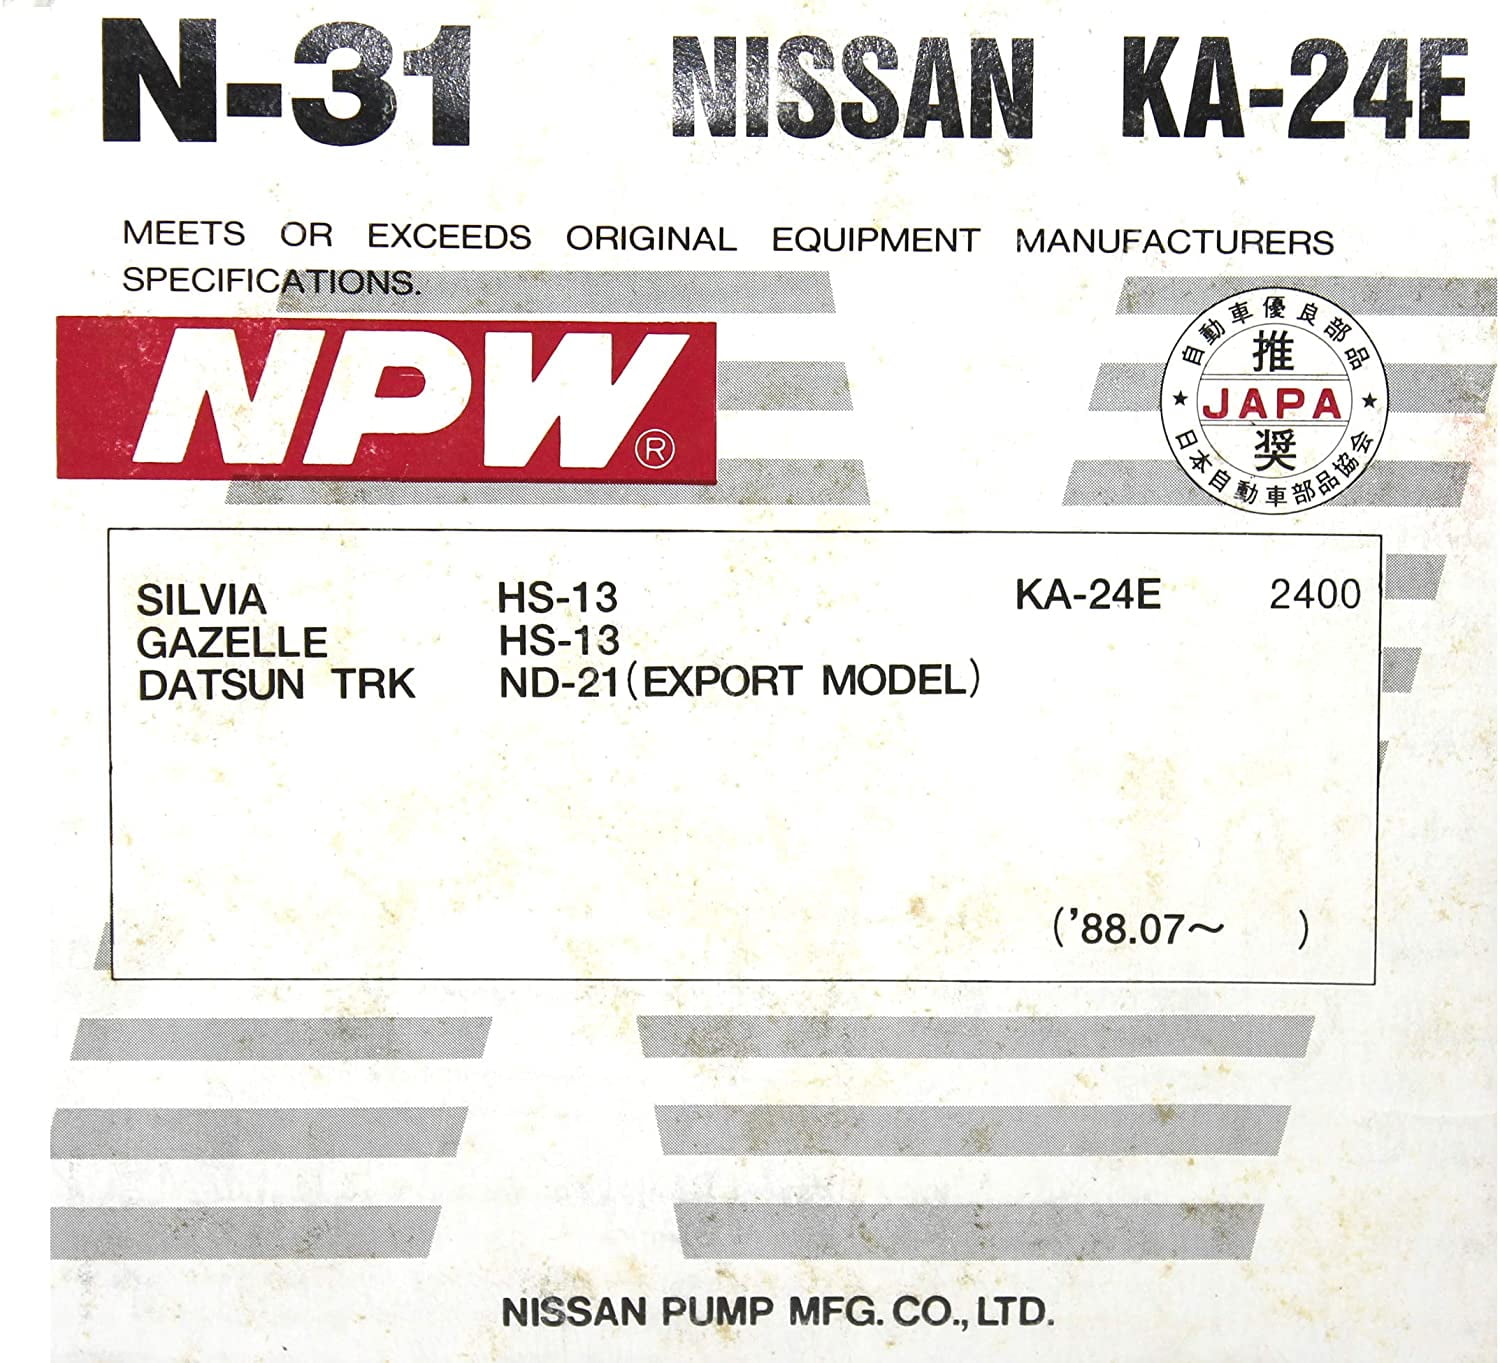 N-31 NISSAN KA-24E
MEETS OR EXCEEDS ORIGINAL EQUIPMENT MANUFACTURERS
SPECIFICATIONS.
NPW®
自動車優良部品
推
★ JAPA ★
奨
日本自動車部品協会
SILVIA HS-13 KA-24E 2400
GAZELLE HS-13
DATSUN TRK ND-21(EXPORT MODEL)
('88.07〜 )
NISSAN PUMP MFG. CO., LTD.